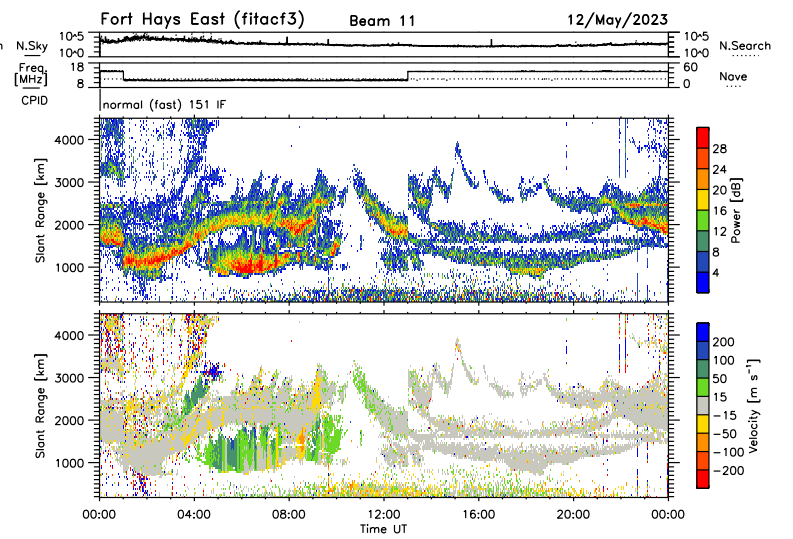 Fort Hays East (fitacf3) Beam 11 12/May/2023
N.Sky 10^5 10^0 10^5 10^0 N.Search
Freq. [MHz] 18 8 60 0 Nave
CPID normal (fast) 151 IF
Slant Range [km] 4000 3000 2000 1000
28 24 20 16 12 8 4 Power [dB]
Slant Range [km] 4000 3000 2000 1000
200 100 50 15 -15 -50 -100 -200 Velocity [m s⁻¹]
00:00 04:00 08:00 12:00 16:00 20:00 00:00
Time UT